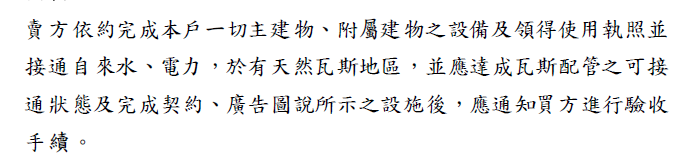 賣方依約完成本戶一切主建物、附屬建物之設備及領得使用執照並
接通自來水、電力，於有天然瓦斯地區，並應達成瓦斯配管之可接
通狀態及完成契約、廣告圖說所示之設施後，應通知買方進行驗收
手續。